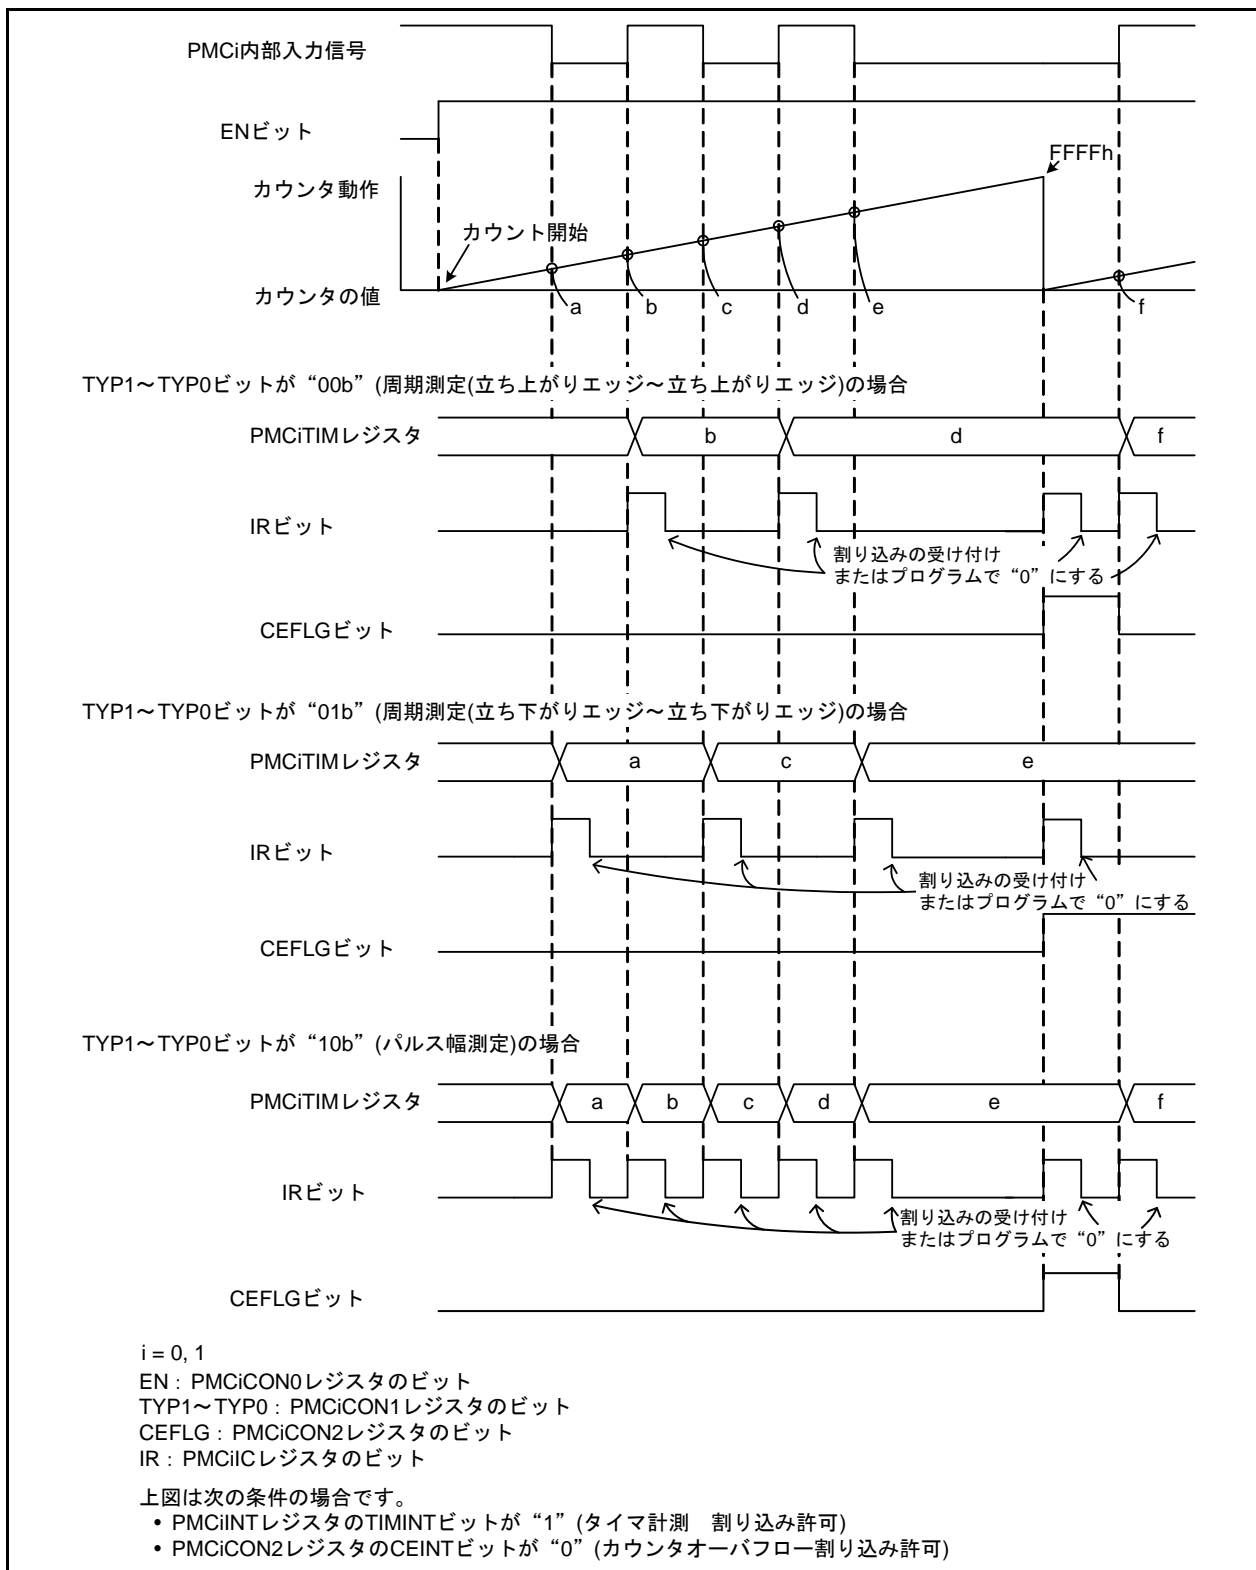 PMCi内部入力信号
ENビット
FFFFh
カウンタ動作
カウント開始
カウンタの値
a b c d e f
TYP1～TYP0ビットが“00b”(周期測定(立ち上がりエッジ～立ち上がりエッジ)の場合
PMCiTIMレジスタ b d f
IRビット
割り込みの受け付け
またはプログラムで“0”にする
CEFLGビット
TYP1～TYP0ビットが“01b”(周期測定(立ち下がりエッジ～立ち下がりエッジ)の場合
PMCiTIMレジスタ a c e
IRビット
割り込みの受け付け
またはプログラムで“0”にする
CEFLGビット
TYP1～TYP0ビットが“10b”(パルス幅測定)の場合
PMCiTIMレジスタ a b c d e f
IRビット
割り込みの受け付け
またはプログラムで“0”にする
CEFLGビット
i = 0, 1
EN : PMCiCON0レジスタのビット
TYP1～TYP0 : PMCiCON1レジスタのビット
CEFLG : PMCiCON2レジスタのビット
IR : PMCiICレジスタのビット
上図は次の条件の場合です。
• PMCiINTレジスタのTIMINTビットが“1”(タイマ計測　割り込み許可)
• PMCiCON2レジスタのCEINTビットが“0”(カウンタオーバフロー割り込み許可)